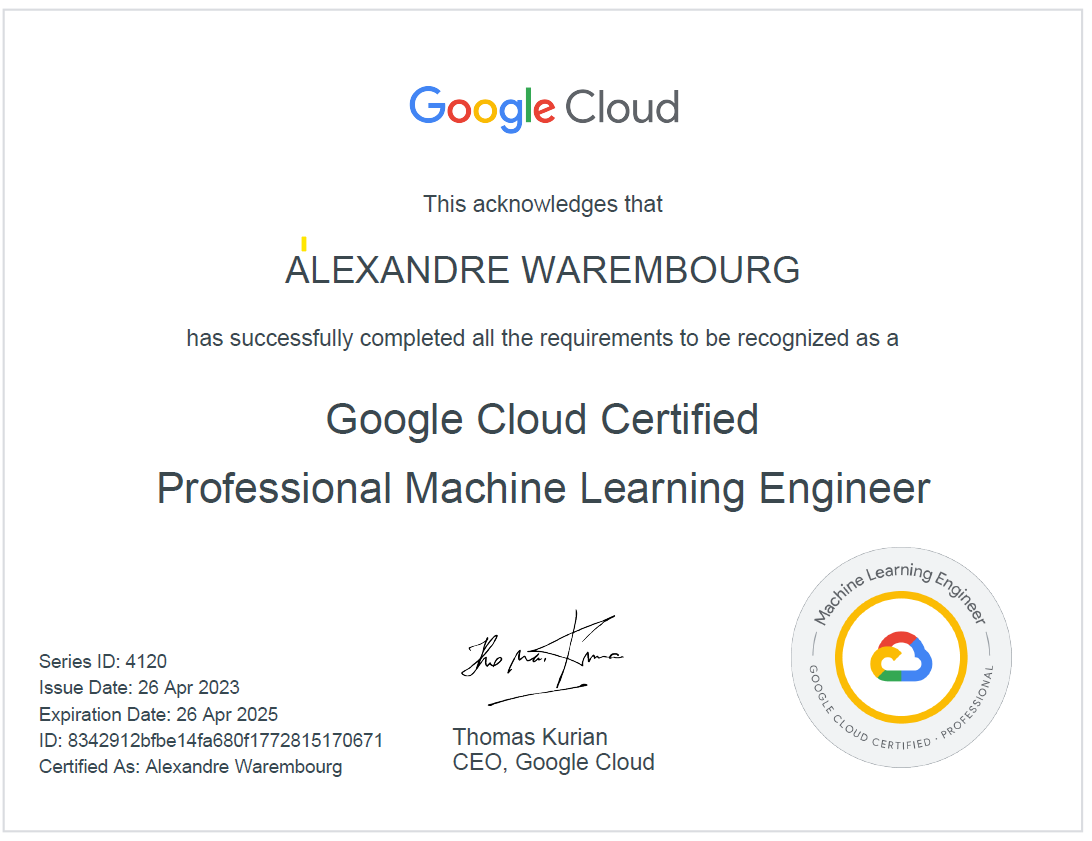 Google Cloud
This acknowledges that
ALEXANDRE WAREMBOURG
has successfully completed all the requirements to be recognized as a
Google Cloud Certified
Professional Machine Learning Engineer
Machine Learning Engineer
GOOGLE CLOUD CERTIFIED · PROFESSIONAL
Series ID: 4120
Issue Date: 26 Apr 2023
Expiration Date: 26 Apr 2025
ID: 8342912bfbe14fa680f1772815170671
Certified As: Alexandre Warembourg
Thomas Kurian
Thomas Kurian
CEO, Google Cloud